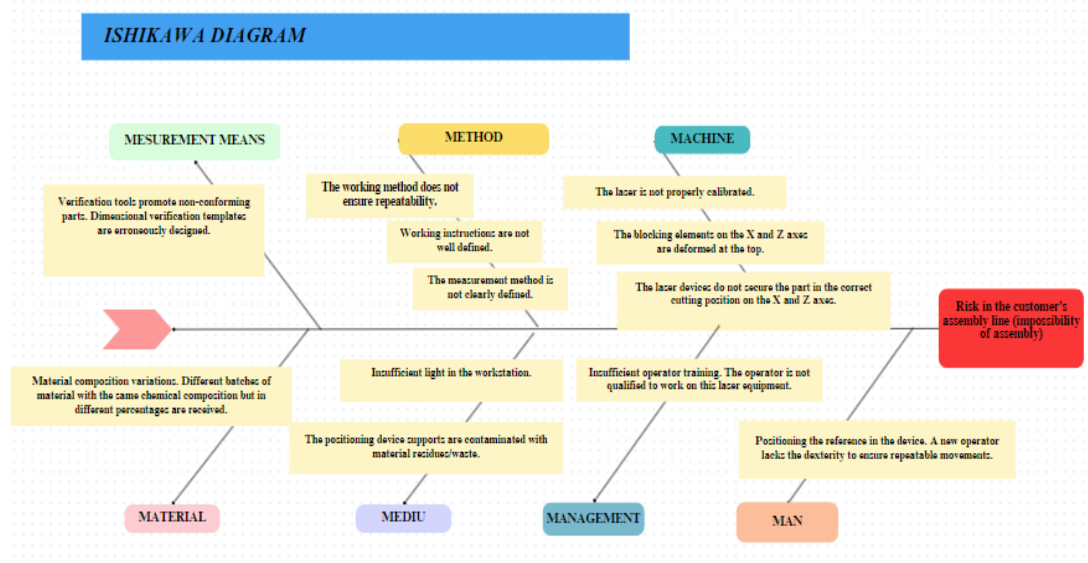 ISHIKAWA DIAGRAM
MESUREMENT MEANS
METHOD
MACHINE
Verification tools promote non-conforming
parts. Dimensional verification templates
are erroneously designed.
The working method does not
ensure repeatability.
Working instructions are not
well defined.
The measurement method is
not clearly defined.
The laser is not properly calibrated.
The blocking elements on the X and Z axes
are deformed at the top.
The laser devices do not secure the part in the correct
cutting position on the X and Z axes.
Risk in the customer's
assembly line (impossibility
of assembly)
Material composition variations. Different batches of
material with the same chemical composition but in
different percentages are received.
Insufficient light in the workstation.
The positioning device supports are contaminated with
material residues/waste.
Insufficient operator training. The operator is not
qualified to work on this laser equipment.
Positioning the reference in the device. A new operator
lacks the dexterity to ensure repeatable movements.
MATERIAL
MEDIU
MANAGEMENT
MAN